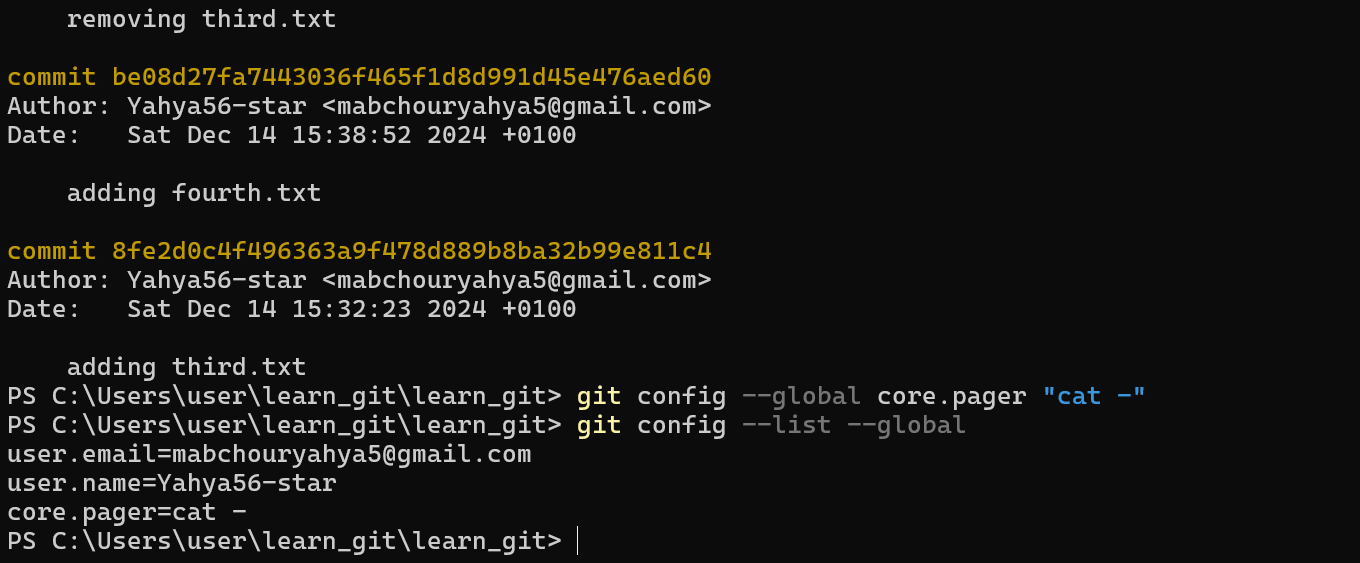 removing third.txt
commit be08d27fa7443036f465f1d8d991d45e476aed60
Author: Yahya56-star <mabchouryahya5@gmail.com>
Date:   Sat Dec 14 15:38:52 2024 +0100
adding fourth.txt
commit 8fe2d0c4f496363a9f478d889b8ba32b99e811c4
Author: Yahya56-star <mabchouryahya5@gmail.com>
Date:   Sat Dec 14 15:32:23 2024 +0100
adding third.txt
PS C:\Users\user\learn_git\learn_git> git config --global core.pager "cat -"
PS C:\Users\user\learn_git\learn_git> git config --list --global
user.email=mabchouryahya5@gmail.com
user.name=Yahya56-star
core.pager=cat -
PS C:\Users\user\learn_git\learn_git>